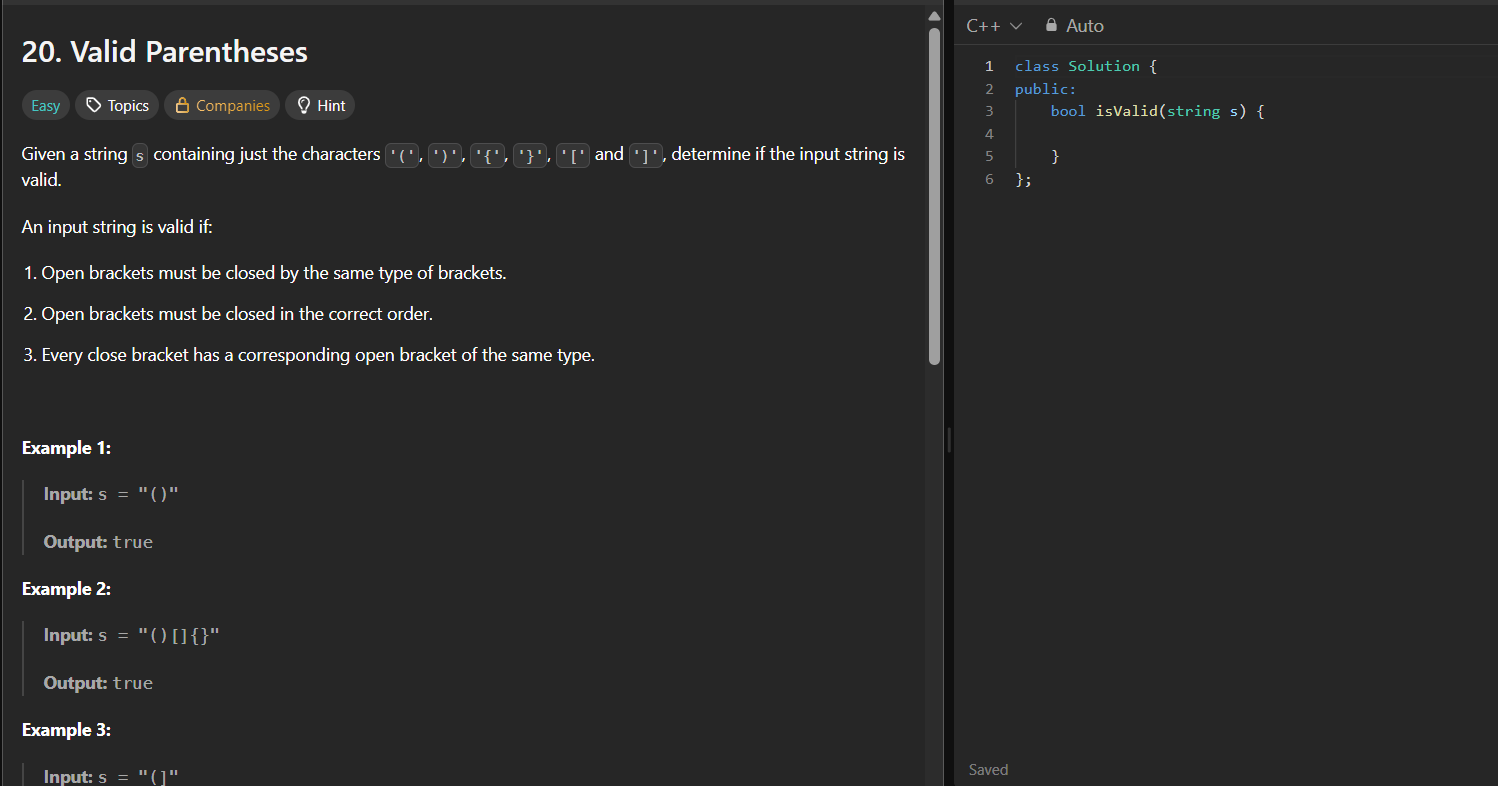 20. Valid Parentheses
Easy Topics Companies Hint
Given a string s containing just the characters '(', ')', '{', '}', '[' and ']', determine if the input string is
valid.
An input string is valid if:
1. Open brackets must be closed by the same type of brackets.
2. Open brackets must be closed in the correct order.
3. Every close bracket has a corresponding open bracket of the same type.
Example 1:
Input: s = "()"
Output: true
Example 2:
Input: s = "()[]{}"
Output: true
Example 3:
Input: s = "(]"
C++ Auto
1 class Solution {
2 public:
3     bool isValid(string s) {
4
5     }
6 };
Saved